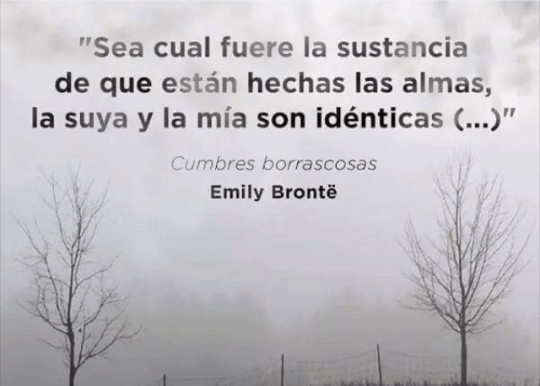 "Sea cual fuere la sustancia
de que están hechas las almas,
la suya y la mía son idénticas (...)"
Cumbres borrascosas
Emily Brontë